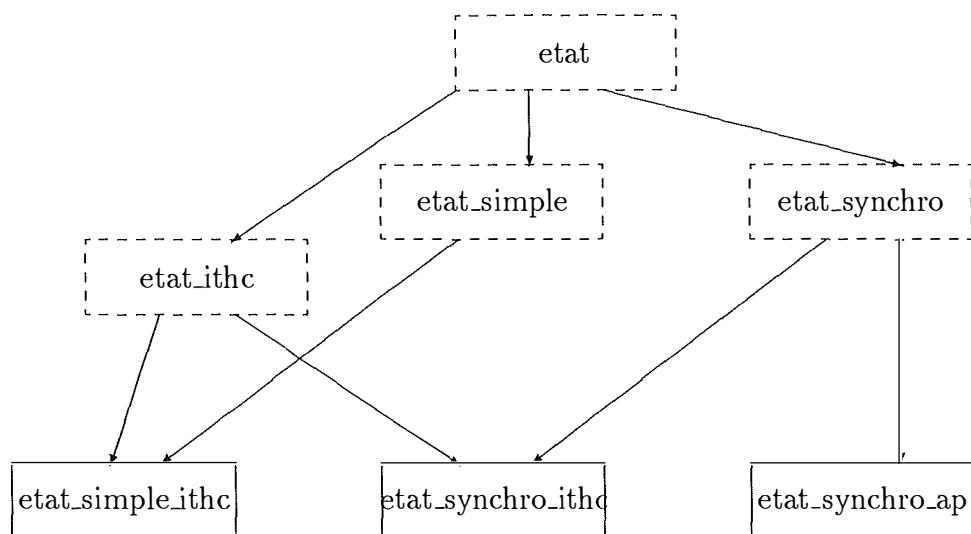 etat
etat_simple
etat_synchro
etat_ithc
etat_simple_ithc
etat_synchro_ithc
etat_synchro_ap